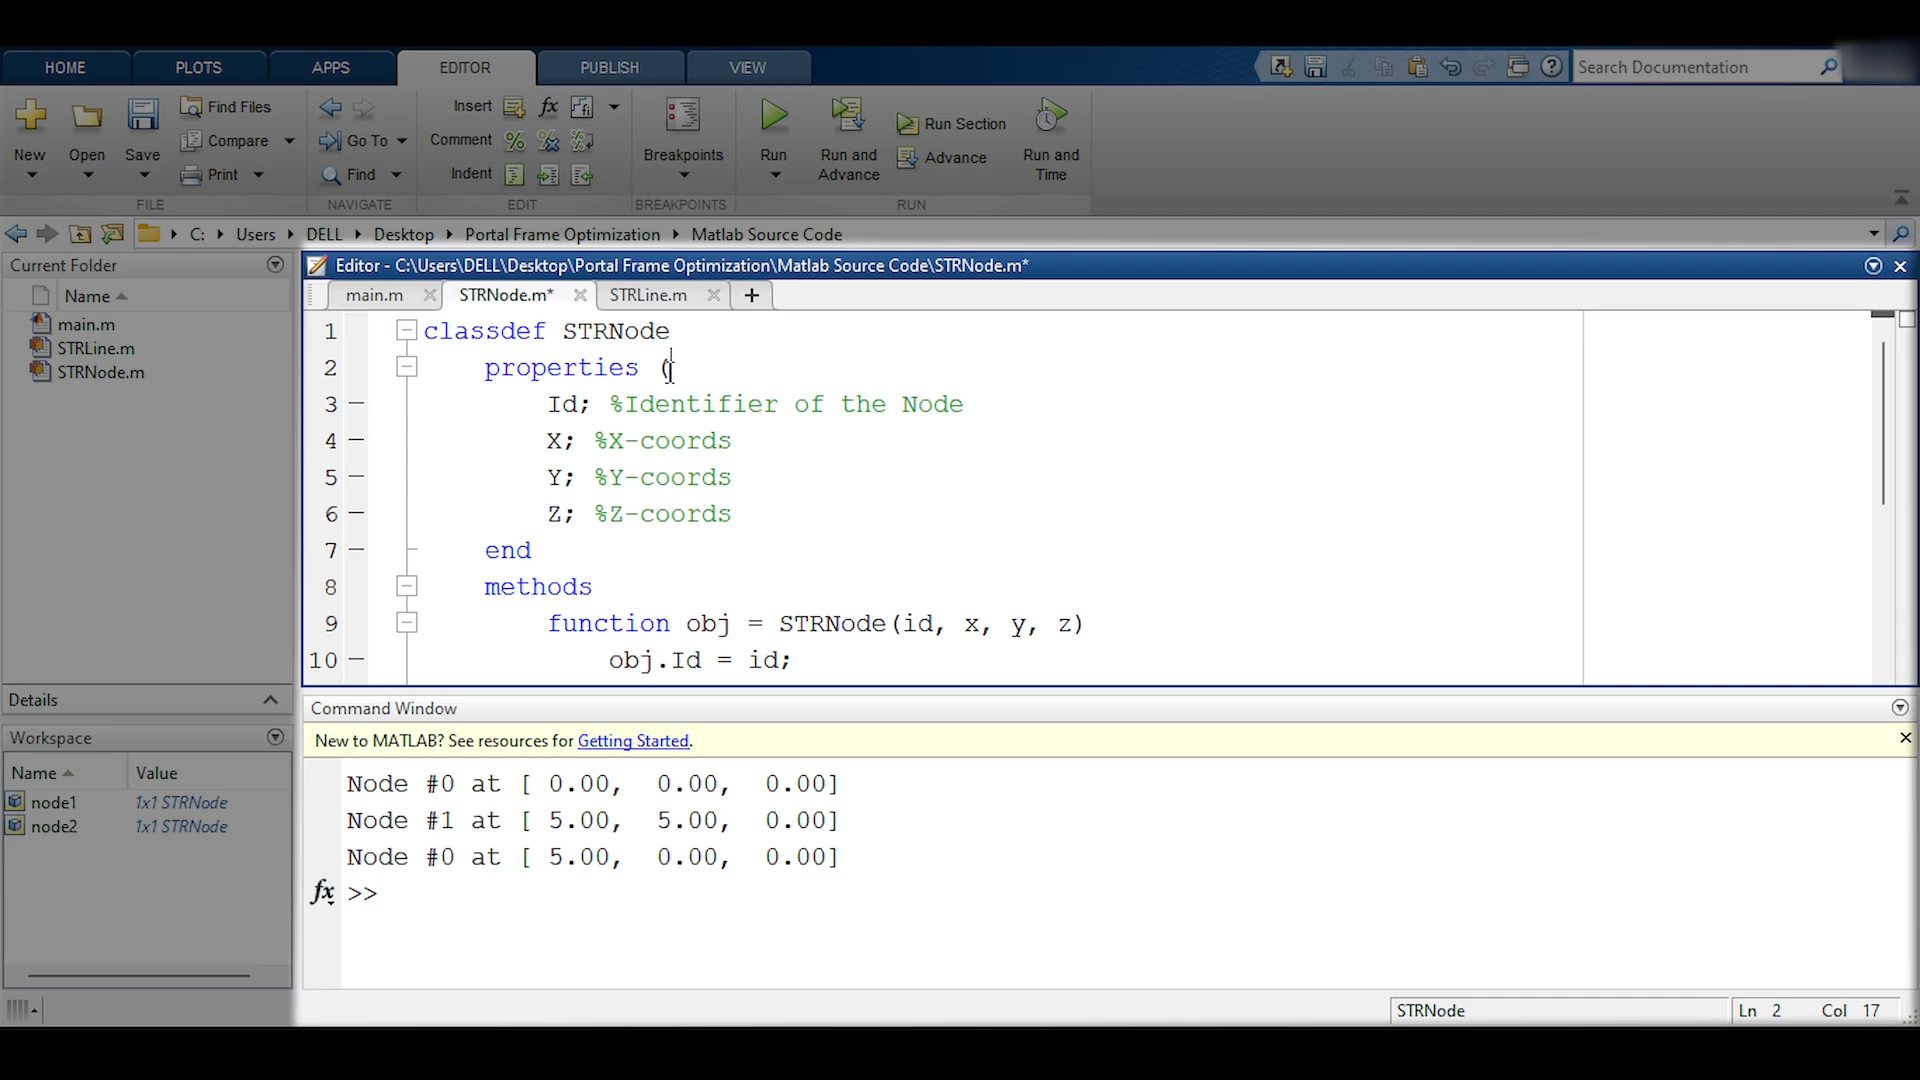 HOME PLOTS APPS EDITOR PUBLISH VIEW Search Documentation
New Open Save Find Files Compare Print FILE
Go To Find NAVIGATE
Insert fx Comment Indent EDIT
Breakpoints BREAKPOINTS
Run Run and Advance Run Section Advance Run and Time RUN
C: Users DELL Desktop Portal Frame Optimization Matlab Source Code
Current Folder
Name
main.m
STRLine.m
STRNode.m
Details
Workspace
Name Value
node1 1x1 STRNode
node2 1x1 STRNode
Editor - C:\Users\DELL\Desktop\Portal Frame Optimization\Matlab Source Code\STRNode.m*
main.m STRNode.m* STRLine.m +
1 classdef STRNode
2 properties (
3 Id; %Identifier of the Node
4 X; %X-coords
5 Y; %Y-coords
6 Z; %Z-coords
7 end
8 methods
9 function obj = STRNode(id, x, y, z)
10 obj.Id = id;
Command Window
New to MATLAB? See resources for Getting Started.
Node #0 at [ 0.00, 0.00, 0.00]
Node #1 at [ 5.00, 5.00, 0.00]
Node #0 at [ 5.00, 0.00, 0.00]
fx >>
STRNode Ln 2 Col 17